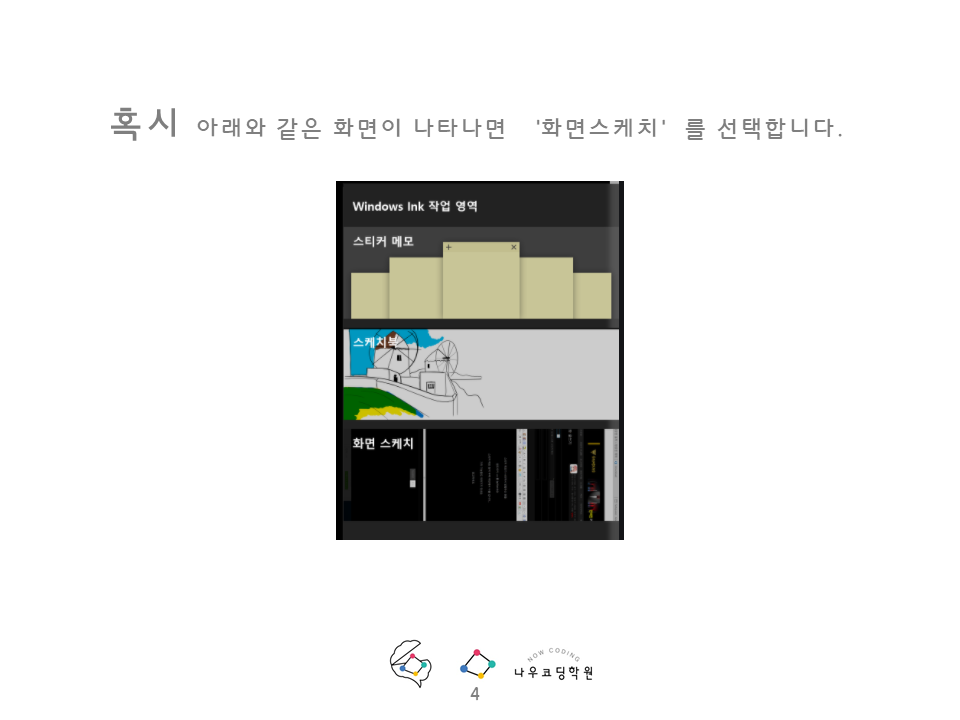 혹시 아래와 같은 화면이 나타나면 '화면스케치' 를 선택합니다.
Windows Ink 작업 영역
스티커 메모
스케치북
화면 스케치
NOW CODING
나우코딩학원
4